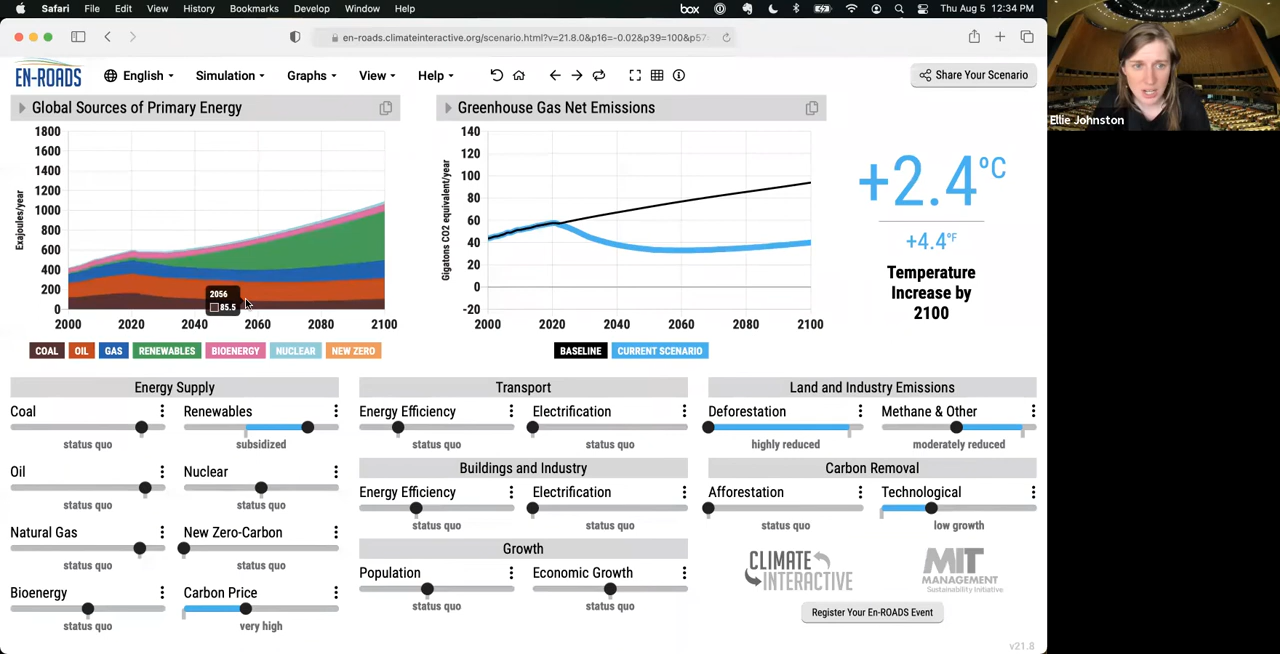 Safari File Edit View History Bookmarks Develop Window Help box Thu Aug 5 12:34 PM
en-roads.climateinteractive.org/scenario.html?v=21.8.0&p16=-0.02&p39=100&p57
EN-ROADS English Simulation Graphs View Help Share Your Scenario
Ellie Johnston
Global Sources of Primary Energy
1800
1600
1400
1200
1000
800
600
400
200
0
Exajoules/year
2056
85.5
2000 2020 2040 2060 2080 2100
COAL OIL GAS RENEWABLES BIOENERGY NUCLEAR NEW ZERO
Greenhouse Gas Net Emissions
140
120
100
80
60
40
20
0
-20
Gigatons CO2 equivalent/year
2000 2020 2040 2060 2080 2100
BASELINE CURRENT SCENARIO
+2.4°C
+4.4°F
Temperature
Increase by
2100
Energy Supply
Coal
status quo
Renewables
subsidized
Oil
status quo
Nuclear
status quo
Natural Gas
status quo
New Zero-Carbon
status quo
Bioenergy
status quo
Carbon Price
very high
Transport
Energy Efficiency
status quo
Electrification
status quo
Buildings and Industry
Energy Efficiency
status quo
Electrification
status quo
Growth
Population
status quo
Economic Growth
status quo
Land and Industry Emissions
Deforestation
highly reduced
Methane & Other
moderately reduced
Carbon Removal
Afforestation
status quo
Technological
low growth
CLIMATE
INTERACTIVE
MIT
MANAGEMENT
Sustainability Initiative
Register Your En-ROADS Event
v21.8